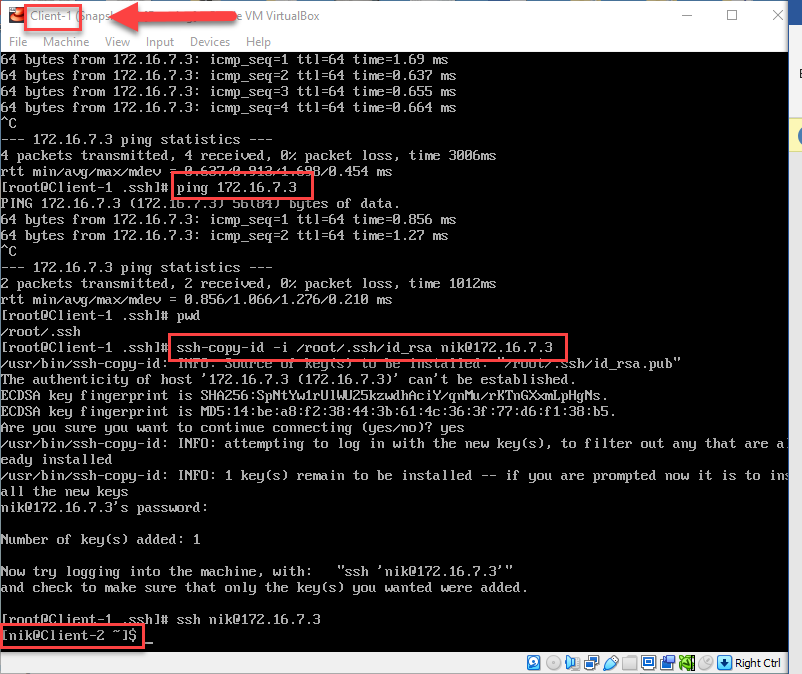 Client-1 (Snaps VM VirtualBox
File Machine View Input Devices Help
64 bytes from 172.16.7.3: icmp_seq=1 ttl=64 time=1.69 ms
64 bytes from 172.16.7.3: icmp_seq=2 ttl=64 time=0.637 ms
64 bytes from 172.16.7.3: icmp_seq=3 ttl=64 time=0.655 ms
64 bytes from 172.16.7.3: icmp_seq=4 ttl=64 time=0.664 ms
^C
--- 172.16.7.3 ping statistics ---
4 packets transmitted, 4 received, 0% packet loss, time 3006ms
rtt min/avg/max/mdev = 0.637/0.913/1.698/0.454 ms
[root@Client-1 .ssh]# ping 172.16.7.3
PING 172.16.7.3 (172.16.7.3) 56(84) bytes of data.
64 bytes from 172.16.7.3: icmp_seq=1 ttl=64 time=0.856 ms
64 bytes from 172.16.7.3: icmp_seq=2 ttl=64 time=1.27 ms
^C
--- 172.16.7.3 ping statistics ---
2 packets transmitted, 2 received, 0% packet loss, time 1012ms
rtt min/avg/max/mdev = 0.856/1.066/1.276/0.210 ms
[root@Client-1 .ssh]# pwd
/root/.ssh
[root@Client-1 .ssh]# ssh-copy-id -i /root/.ssh/id_rsa nik@172.16.7.3
/usr/bin/ssh-copy-id: INFO: Source of key(s) to be installed: "/root/.ssh/id_rsa.pub"
The authenticity of host '172.16.7.3 (172.16.7.3)' can't be established.
ECDSA key fingerprint is SHA256:SpNtYw1rUlWU25kzwdhAciY/qnMu/rKTnGXxmLpHgNs.
ECDSA key fingerprint is MD5:14:be:a8:f2:38:44:3b:61:4c:36:3f:77:d6:f1:38:b5.
Are you sure you want to continue connecting (yes/no)? yes
/usr/bin/ssh-copy-id: INFO: attempting to log in with the new key(s), to filter out any that are al
eady installed
/usr/bin/ssh-copy-id: INFO: 1 key(s) remain to be installed -- if you are prompted now it is to ins
all the new keys
nik@172.16.7.3's password:
Number of key(s) added: 1
Now try logging into the machine, with: "ssh 'nik@172.16.7.3'"
and check to make sure that only the key(s) you wanted were added.
[root@Client-1 .ssh]# ssh nik@172.16.7.3
[nik@Client-2 ~]$ _
Right Ctrl